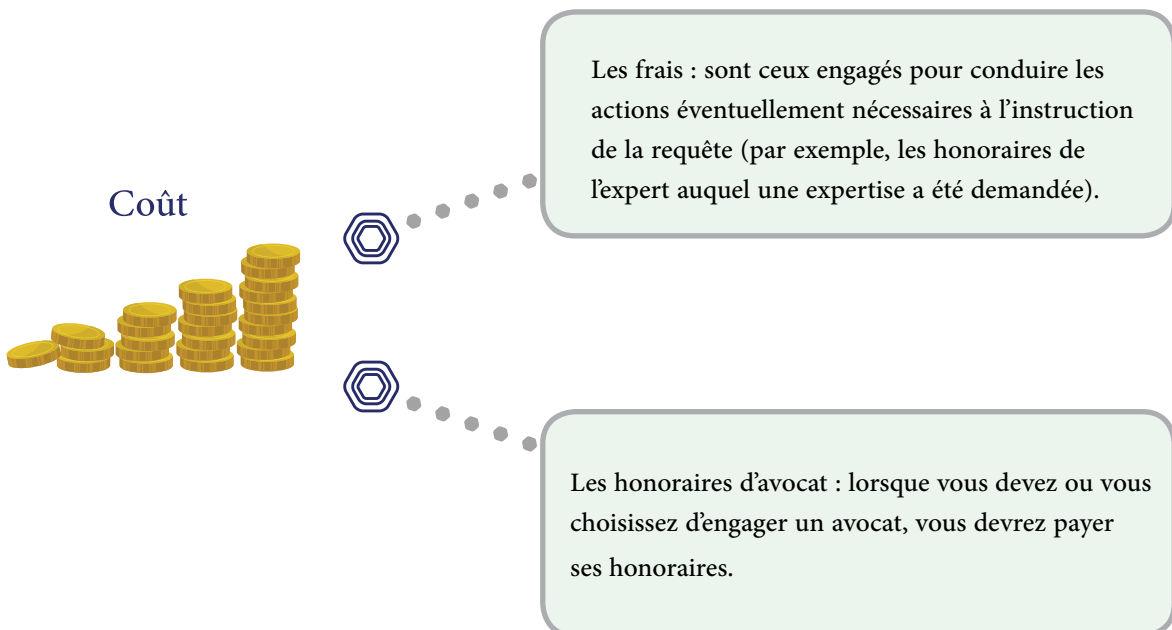 Coût
Les frais : sont ceux engagés pour conduire les
actions éventuellement nécessaires à l’instruction
de la requête (par exemple, les honoraires de
l’expert auquel une expertise a été demandée).
Les honoraires d’avocat : lorsque vous devez ou vous
choisissez d’engager un avocat, vous devrez payer
ses honoraires.